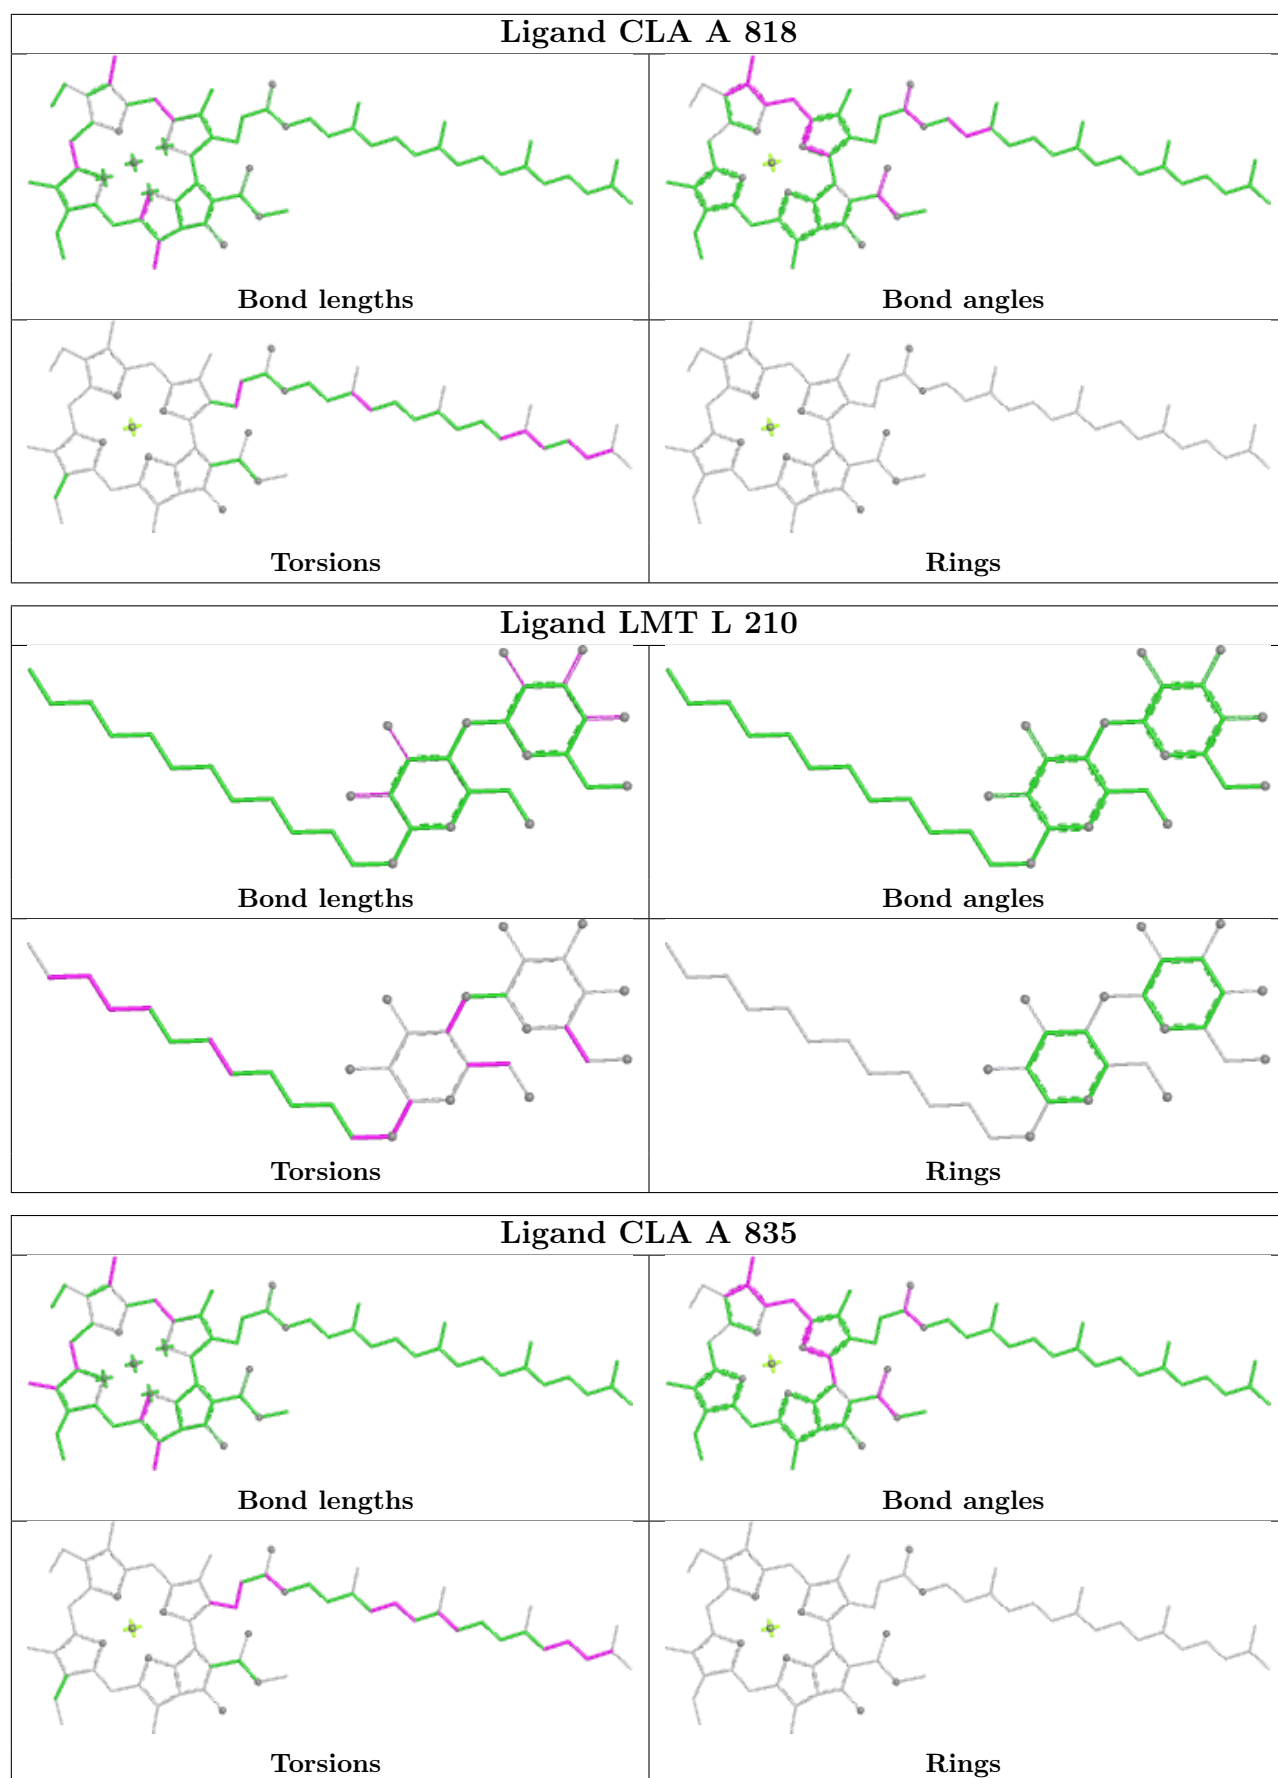 Ligand CLA A 818
Bond lengths
Bond angles
Torsions
Rings
Ligand LMT L 210
Bond lengths
Bond angles
Torsions
Rings
Ligand CLA A 835
Bond lengths
Bond angles
Torsions
Rings